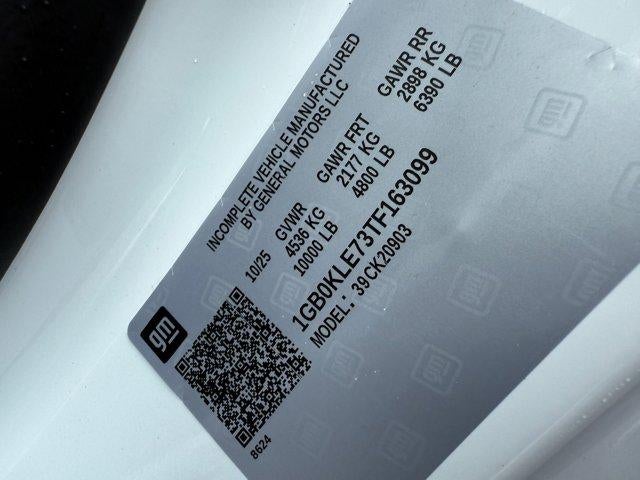 gm
INCOMPLETE VEHICLE MANUFACTURED
BY GENERAL MOTORS LLC
10/25
GVWR
4536 KG
10000 LB
GAWR FRT
2177 KG
4800 LB
GAWR RR
2898 KG
6390 LB
1GB0KLE73TF163099
MODEL: 39CK20903
8624